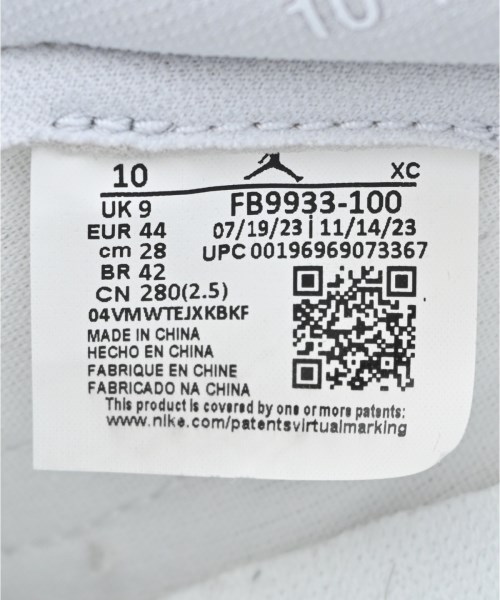 10
10 XC
UK 9 FB9933-100
EUR 44 07/19/23 | 11/14/23
cm 28 UPC 00196969073367
BR 42
CN 280(2.5)
04VMWTEJXKBKF
MADE IN CHINA
HECHO EN CHINA
FABRIQUE EN CHINE
FABRICADO NA CHINA
This product is covered by one or more patents:
www.nike.com/patentsvirtualmarking